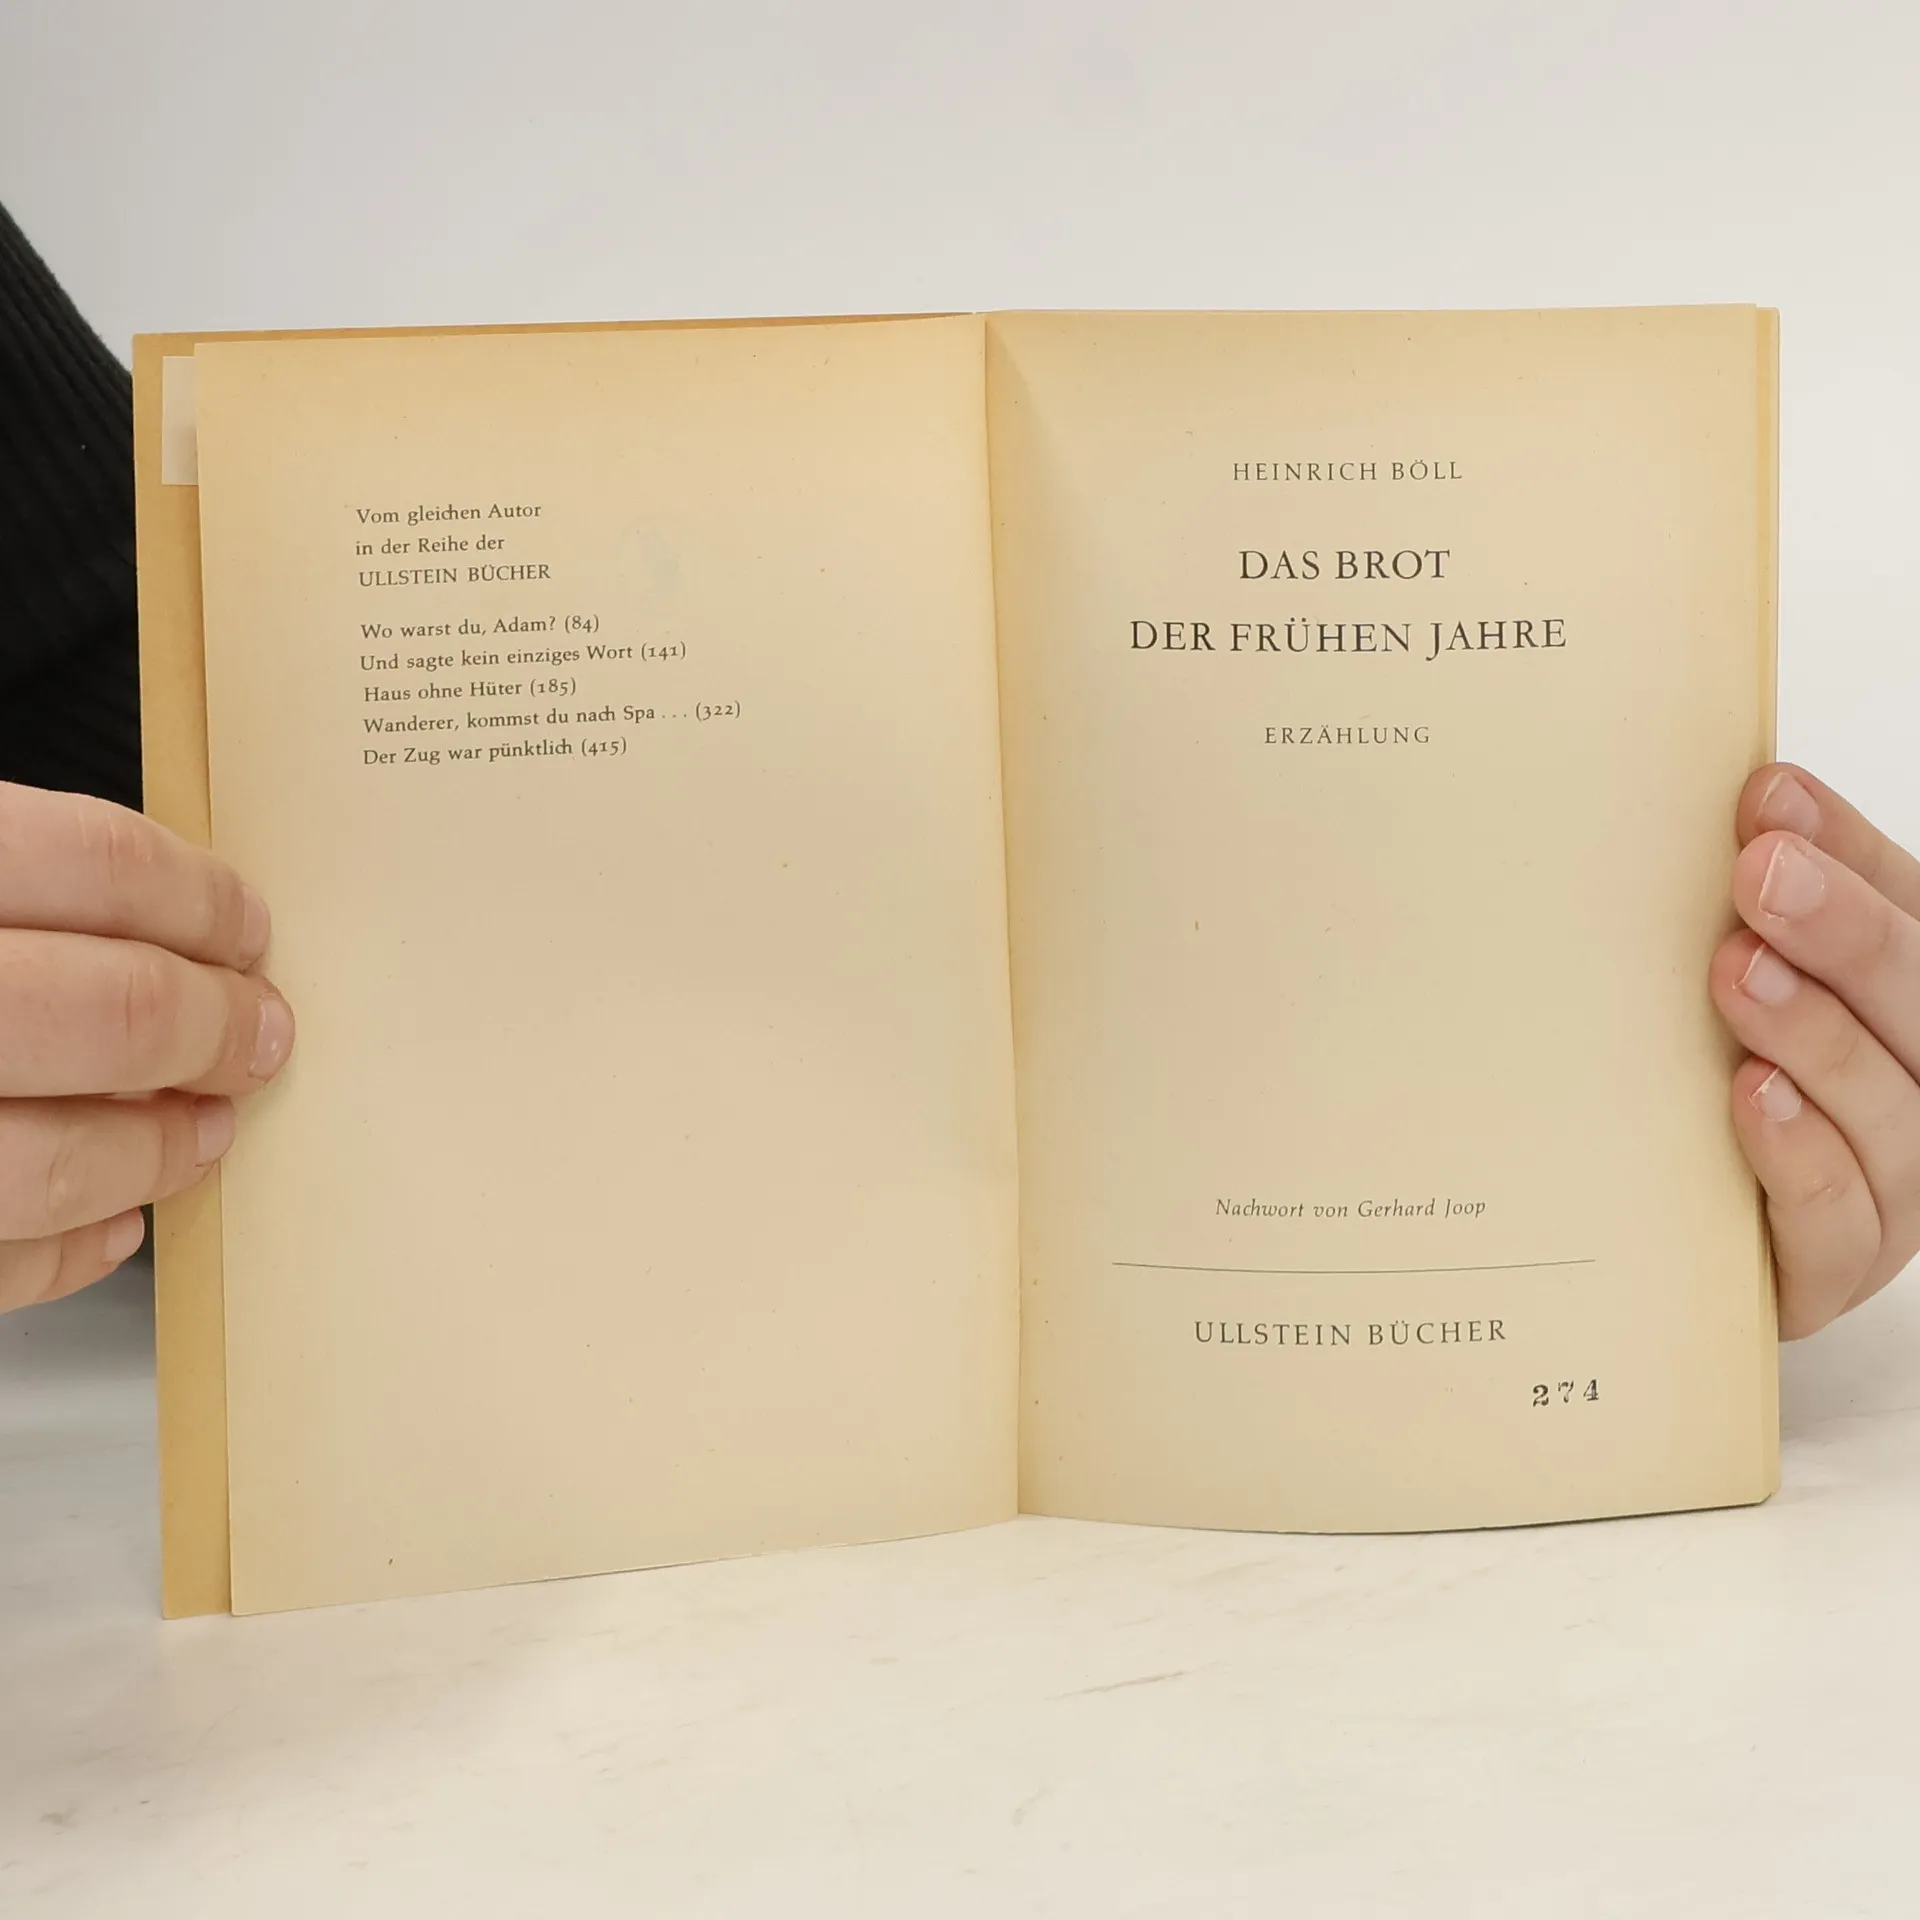 Vom gleichen Autor
in der Reihe der
ULLSTEIN BÜCHER
Wo warst du, Adam? (84)
Und sagte kein einziges Wort (141)
Haus ohne Hüter (185)
Wanderer, kommst du nach Spa . . . (322)
Der Zug war pünktlich (415)
HEINRICH BÖLL
DAS BROT
DER FRÜHEN JAHRE
ERZÄHLUNG
Nachwort von Gerhard Joop
ULLSTEIN BÜCHER
274